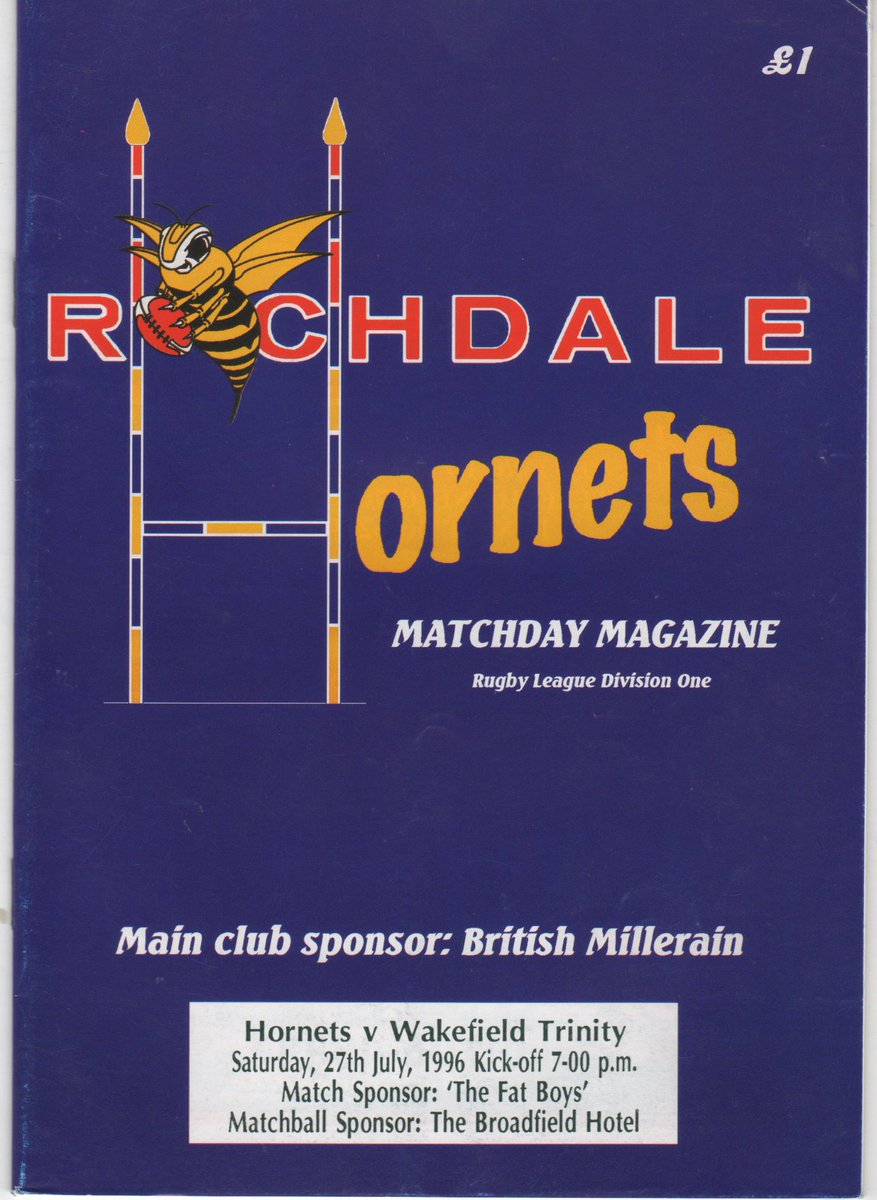 £1
ROCHDALE
Hornets
MATCHDAY MAGAZINE
Rugby League Division One
Main club sponsor: British Millerain
Hornets v Wakefield Trinity
Saturday, 27th July, 1996 Kick-off 7-00 p.m.
Match Sponsor: 'The Fat Boys'
Matchball Sponsor: The Broadfield Hotel